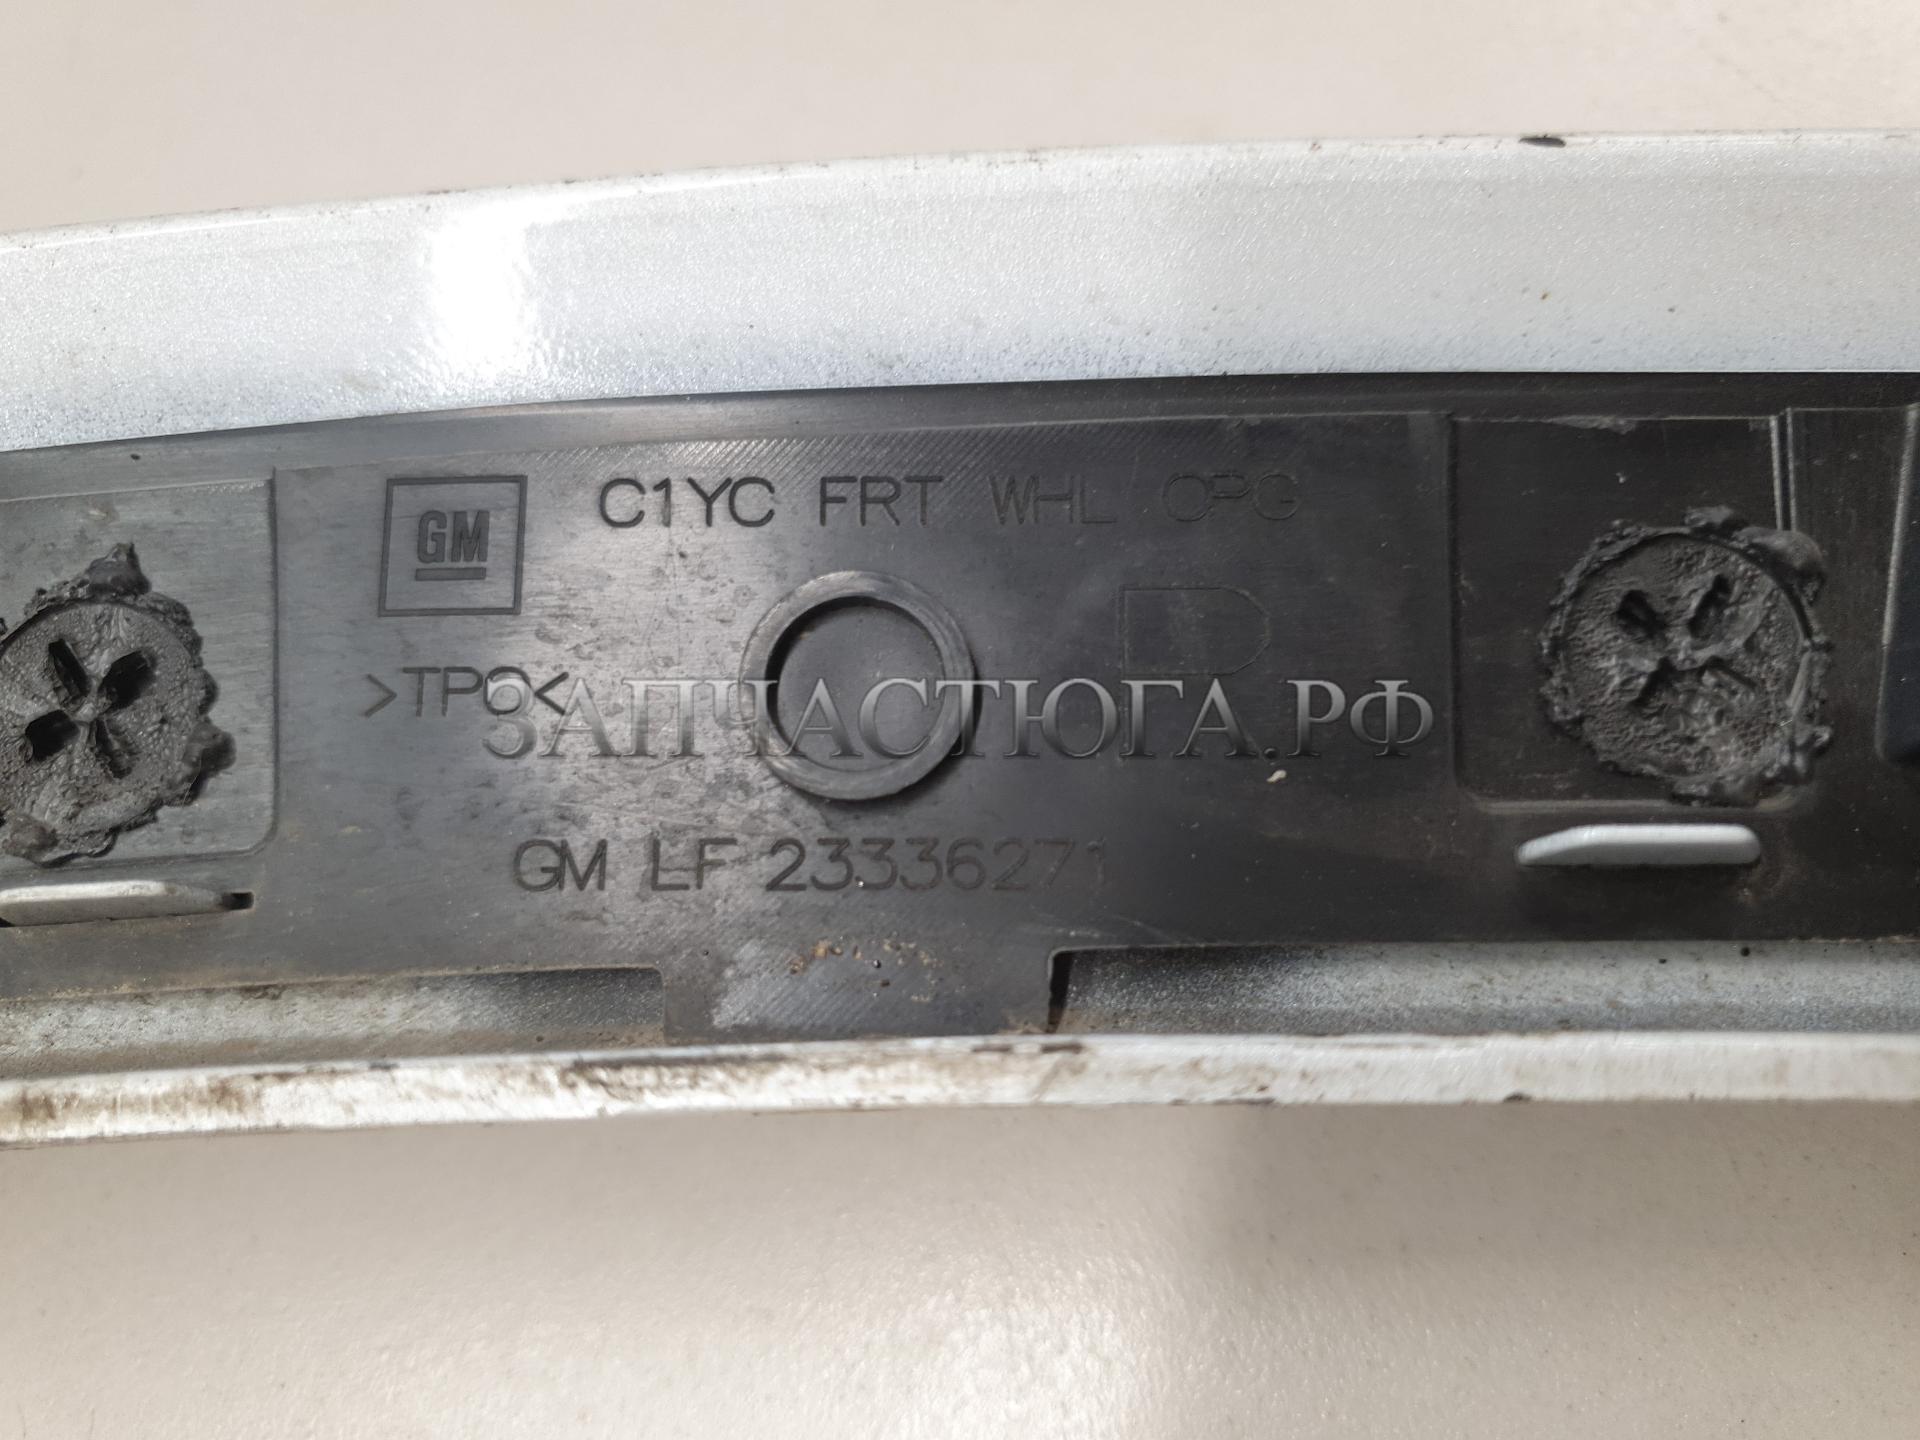 GM
C1YC FRT WHL OPG
>TPO<
ЗАПЧАСТЮГА.РФ
GM LF 23336271